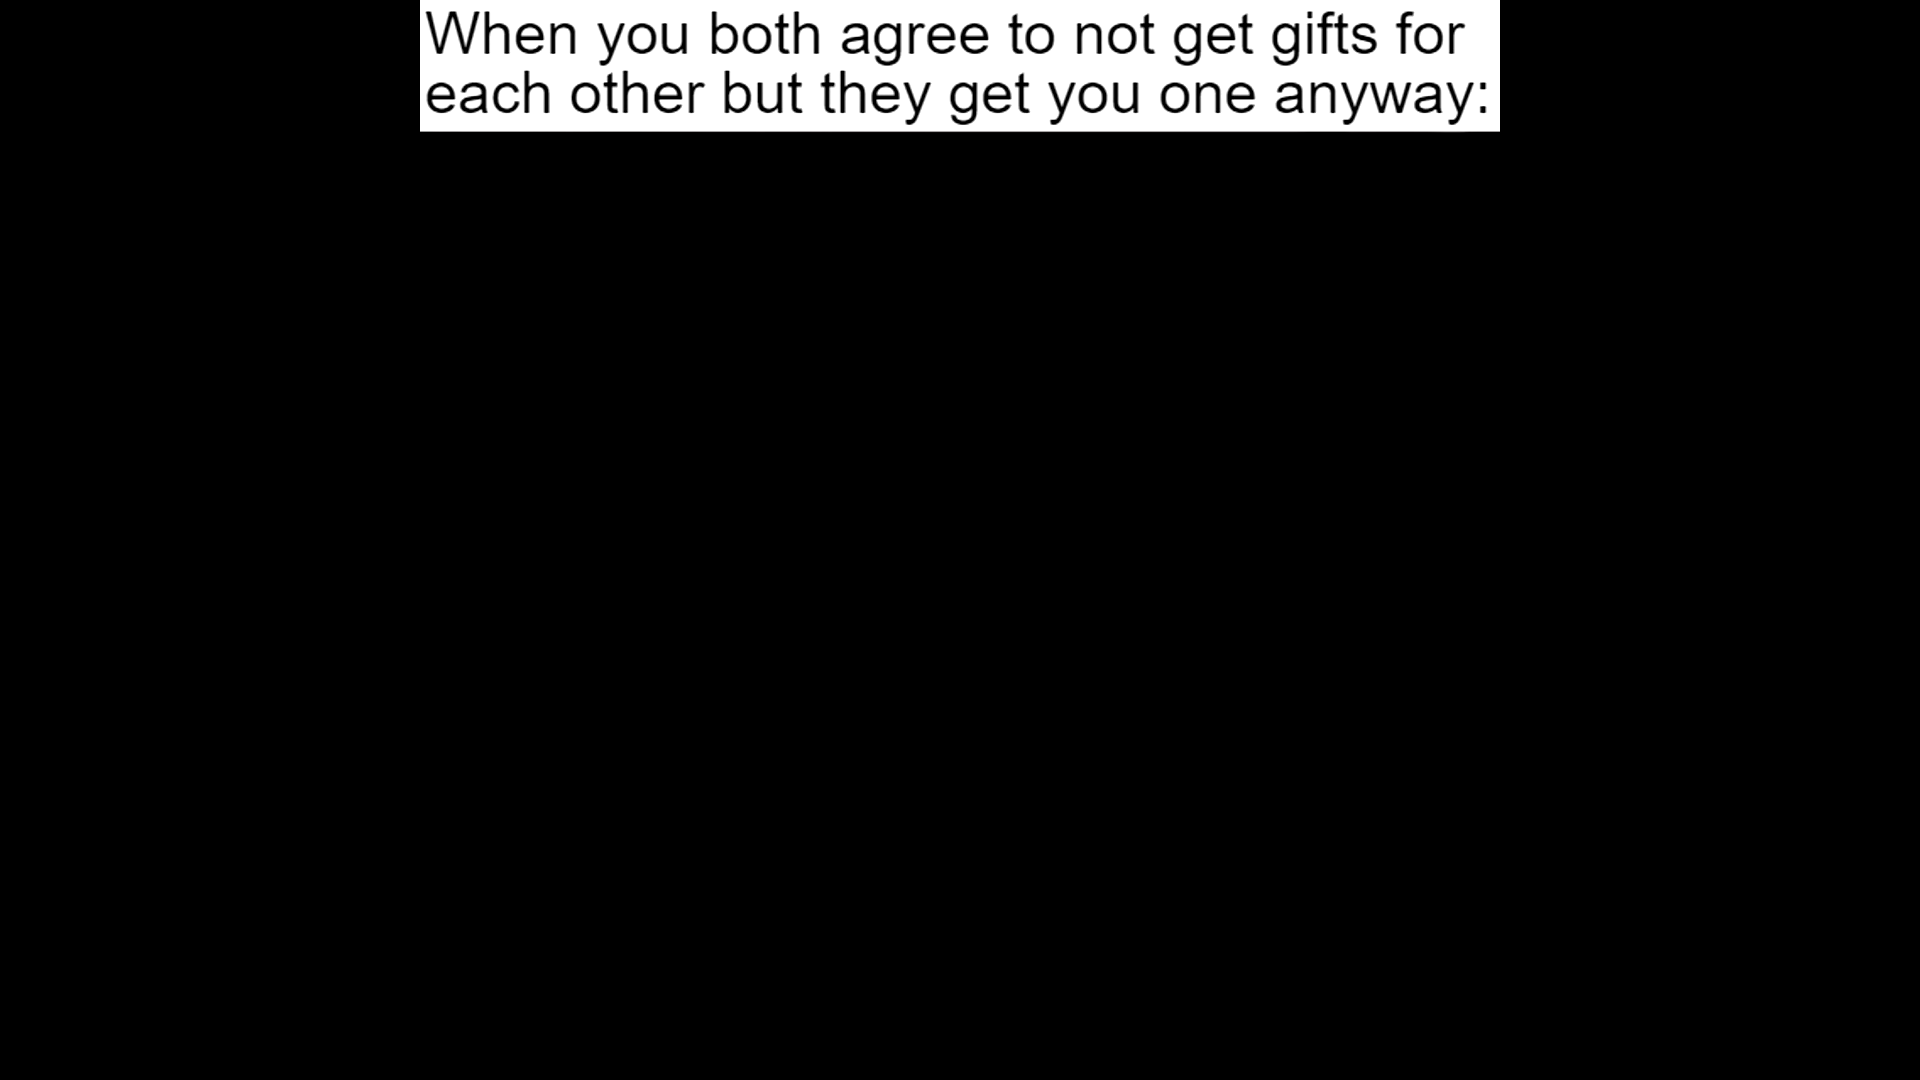 When you both agree to not get gifts for
each other but they get you one anyway: